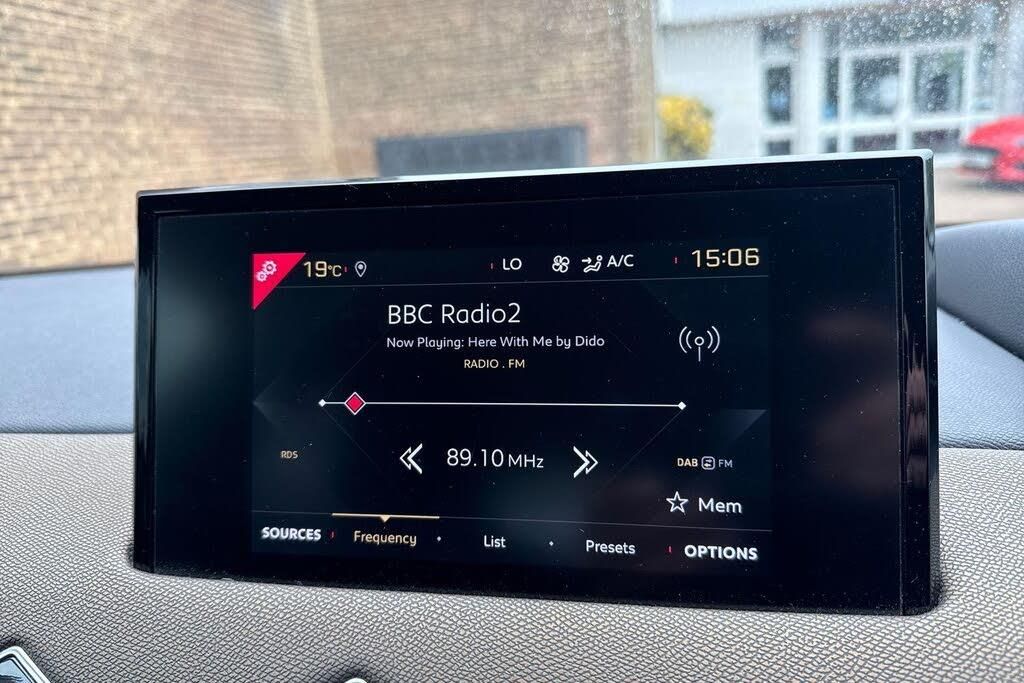 19°C LO A/C 15:06
BBC Radio2
Now Playing: Here With Me by Dido
RADIO . FM
RDS
89.10 MHz
DAB FM
Mem
SOURCES Frequency • List • Presets OPTIONS